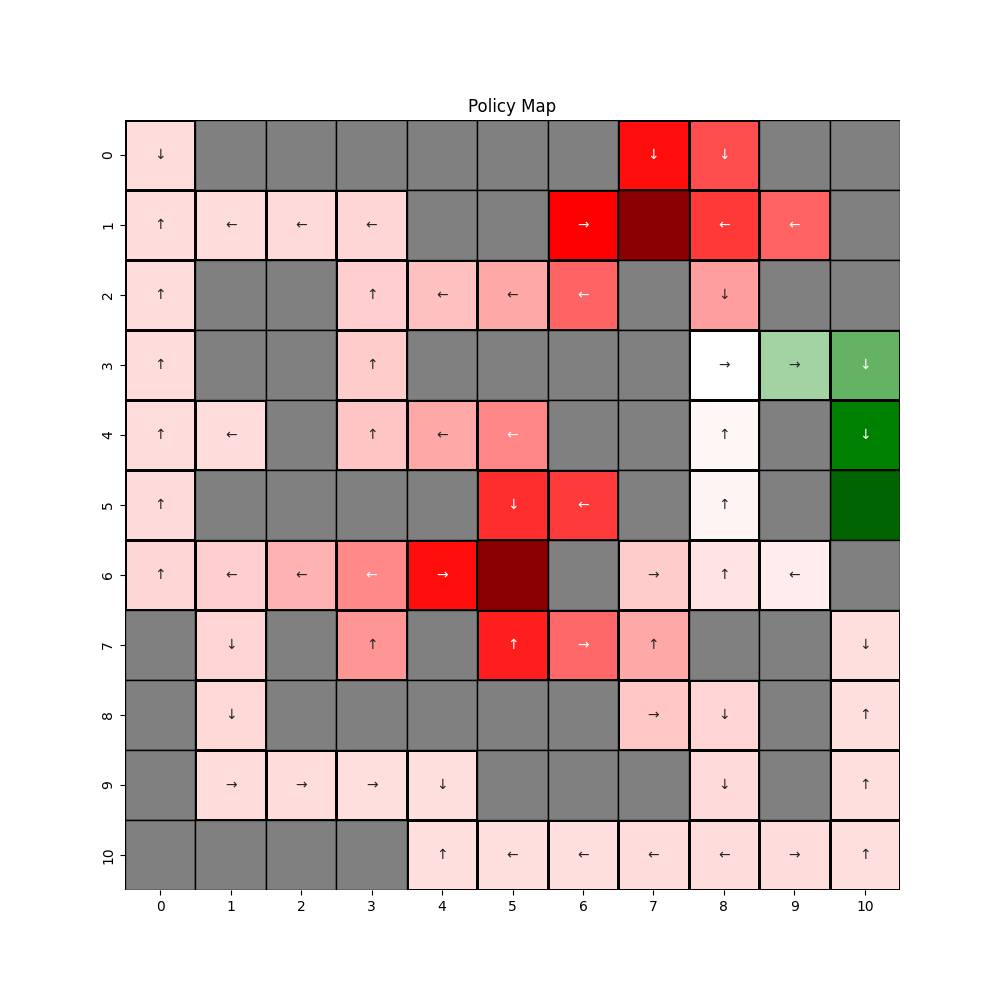 Policy Map
0 ↓ ↓ ↓
1 ↑ ← ← ← → ← ←
2 ↑ ↑ ← ← ← ↓
3 ↑ ↑ → → ↓
4 ↑ ← ↑ ← ← ↑ ↓
5 ↑ ↓ ← ↑
6 ↑ ← ← ← → → ↑ ←
7 ↓ ↑ ↑ → ↑ ↓
8 ↓ → ↓ ↑
9 → → → ↓ ↓ ↑
10 ↑ ← ← ← ← → ↑
0 1 2 3 4 5 6 7 8 9 10